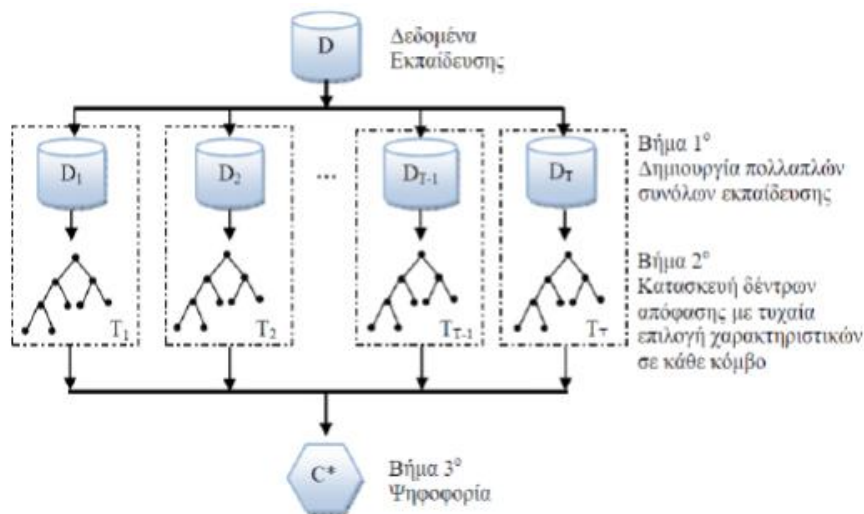 D
Δεδομένα
Εκπαίδευσης
D1
D2
...
DT-1
DT
Βήμα 1ο
Δημιουργία πολλαπλών
συνόλων εκπαίδευσης
T1
T2
TT-1
TT
Βήμα 2ο
Κατασκευή δέντρων
απόφασης με τυχαία
επιλογή χαρακτηριστικών
σε κάθε κόμβο
C*
Βήμα 3ο
Ψηφοφορία